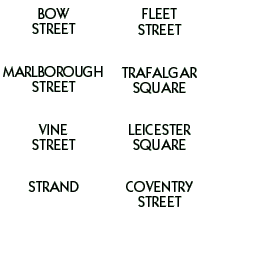 BOW
STREET
MARLBOROUGH
STREET
VINE
STREET
STRAND
FLEET
STREET
TRAFALGAR
SQUARE
LEICESTER
SQUARE
COVENTRY
STREET